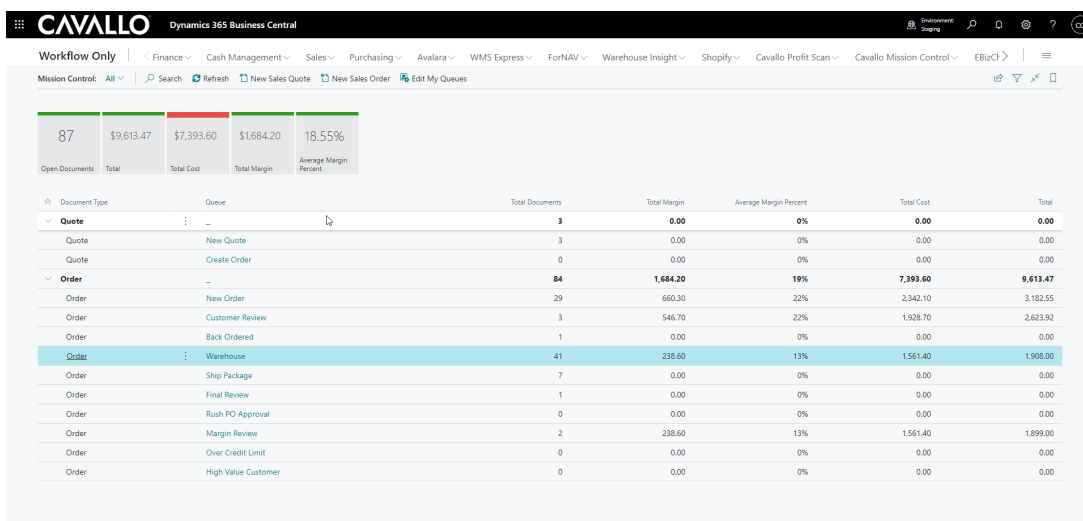 CAVALLO Dynamics 365 Business Central Environment: Staging ?
Workflow Only Finance Cash Management Sales Purchasing Avalara WMS Express ForNAV Warehouse Insight Shopify Cavallo Profit Scan Cavallo Mission Control
Mission Control: All Search Refresh New Sales Quote New Sales Order Edit My Queues
87 $9,613.47 $7,393.60 $1,684.20 18.55%
Open Documents Total Total Cost Total Margin Average Margin Percent
Document Type Queue Total Documents Total Margin Average Margin Percent Total Cost Total
Quote _ 3 0.00 0% 0.00 0.00
Quote New Quote 3 0.00 0% 0.00 0.00
Quote Create Order 0 0.00 0% 0.00 0.00
Order _ 84 1,684.20 19% 7,393.60 9,613.47
Order New Order 29 660.30 22% 2,342.10 3,182.55
Order Customer Review 3 546.70 22% 1,928.70 2,623.92
Order Back Ordered 1 0.00 0% 0.00 0.00
Order Warehouse 41 238.60 13% 1,561.40 1,908.00
Order Ship Package 7 0.00 0% 0.00 0.00
Order Final Review 1 0.00 0% 0.00 0.00
Order Rush PO Approval 0 0.00 0% 0.00 0.00
Order Margin Review 2 238.60 13% 1,561.40 1,899.00
Order Over Credit Limit 0 0.00 0% 0.00 0.00
Order High Value Customer 0 0.00 0% 0.00 0.00